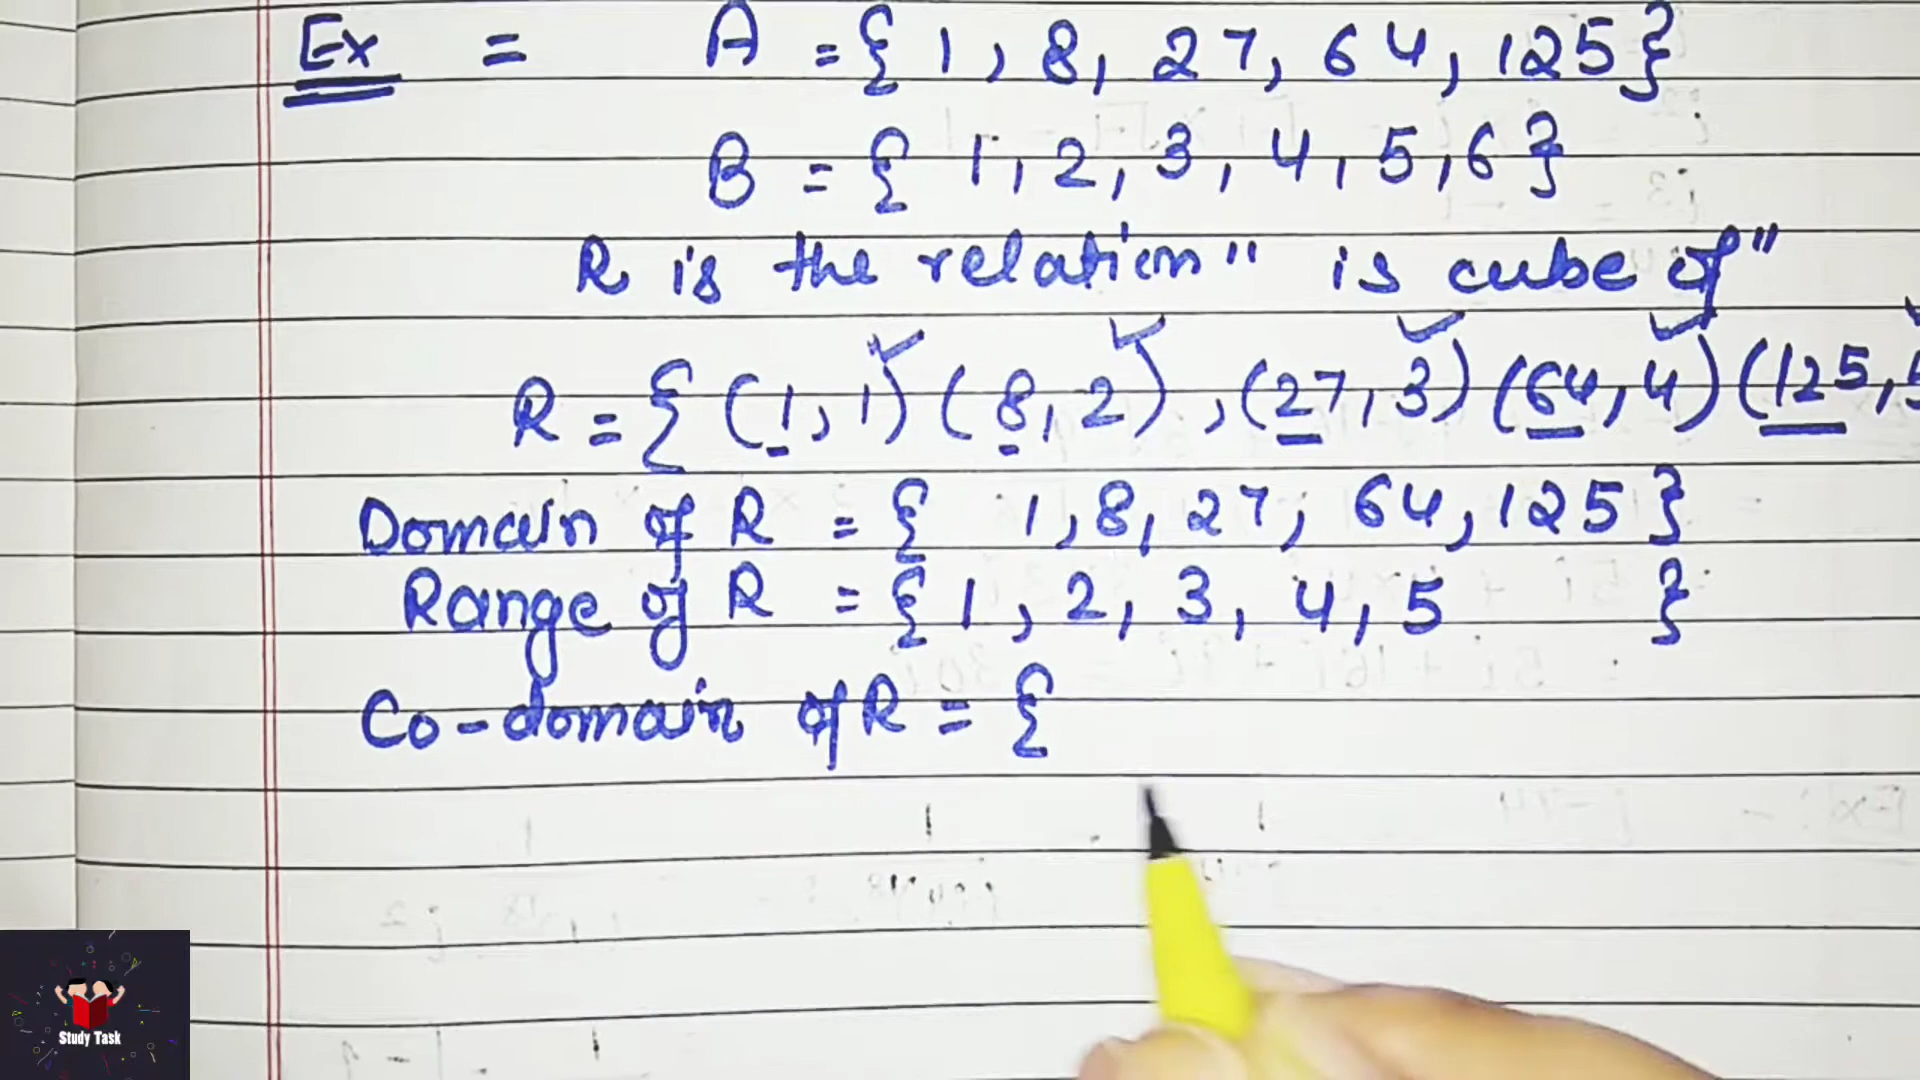 Ex = A = { 1, 8, 27, 64, 125}
B = { 1, 2, 3, 4, 5, 6 }
R is the relation " is cube of "
R = { (1, 1) (8, 2), (27, 3) (64, 4) (125, 5
Domain of R = { 1, 8, 27, 64, 125 }
Range of R = { 1, 2, 3, 4, 5 }
Co-domain of R = {
Study Task